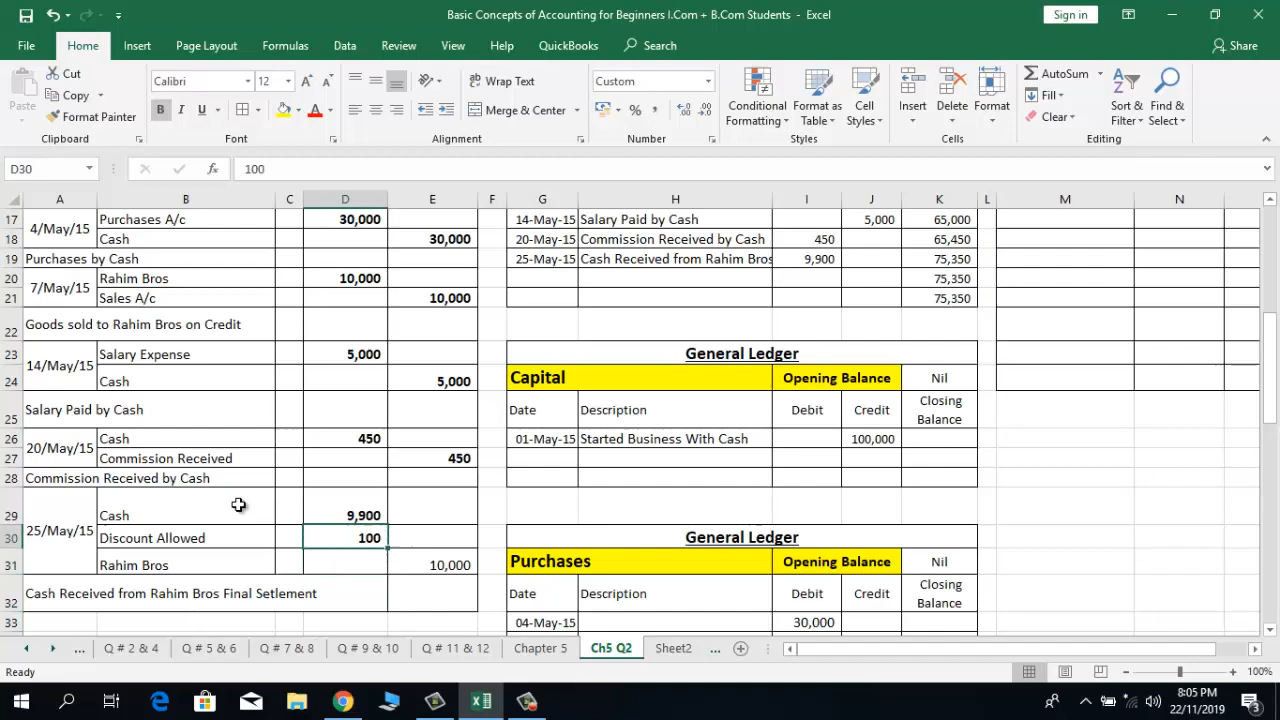 Basic Concepts of Accounting for Beginners I.Com + B.Com Students - Excel
Sign in
File Home Insert Page Layout Formulas Data Review View Help QuickBooks Search Share
Paste
Cut
Copy
Format Painter
Clipboard
Calibri 12
B I U
Font
Wrap Text
Merge & Center
Alignment
Custom
Number
Conditional Formatting
Format as Table
Cell Styles
Styles
Insert
Delete
Format
Cells
AutoSum
Fill
Clear
Sort & Filter
Find & Select
Editing
D30 fx 100
A B C D E F G H I J K L M N
17 4/May/15 Purchases A/c 30,000
18 Cash 30,000
19 Purchases by Cash
20 7/May/15 Rahim Bros 10,000
21 Sales A/c 10,000
22 Goods sold to Rahim Bros on Credit
23 14/May/15 Salary Expense 5,000
24 Cash 5,000
25 Salary Paid by Cash
26 20/May/15 Cash 450
27 Commission Received 450
28 Commission Received by Cash
29 25/May/15 Cash 9,900
30 Discount Allowed 100
31 Rahim Bros 10,000
32 Cash Received from Rahim Bros Final Setlement
33
14-May-15 Salary Paid by Cash 5,000 65,000
20-May-15 Commission Received by Cash 450 65,450
25-May-15 Cash Received from Rahim Bros 9,900 75,350
75,350
75,350
General Ledger
Capital Opening Balance Nil
Date Description Debit Credit Closing Balance
01-May-15 Started Business With Cash 100,000
General Ledger
Purchases Opening Balance Nil
Date Description Debit Credit Closing Balance
04-May-15 30,000
... Q # 2 & 4 Q # 5 & 6 Q # 7 & 8 Q # 9 & 10 Q # 11 & 12 Chapter 5 Ch5 Q2 Sheet2 ...
Ready 100%
8:05 PM
22/11/2019
3